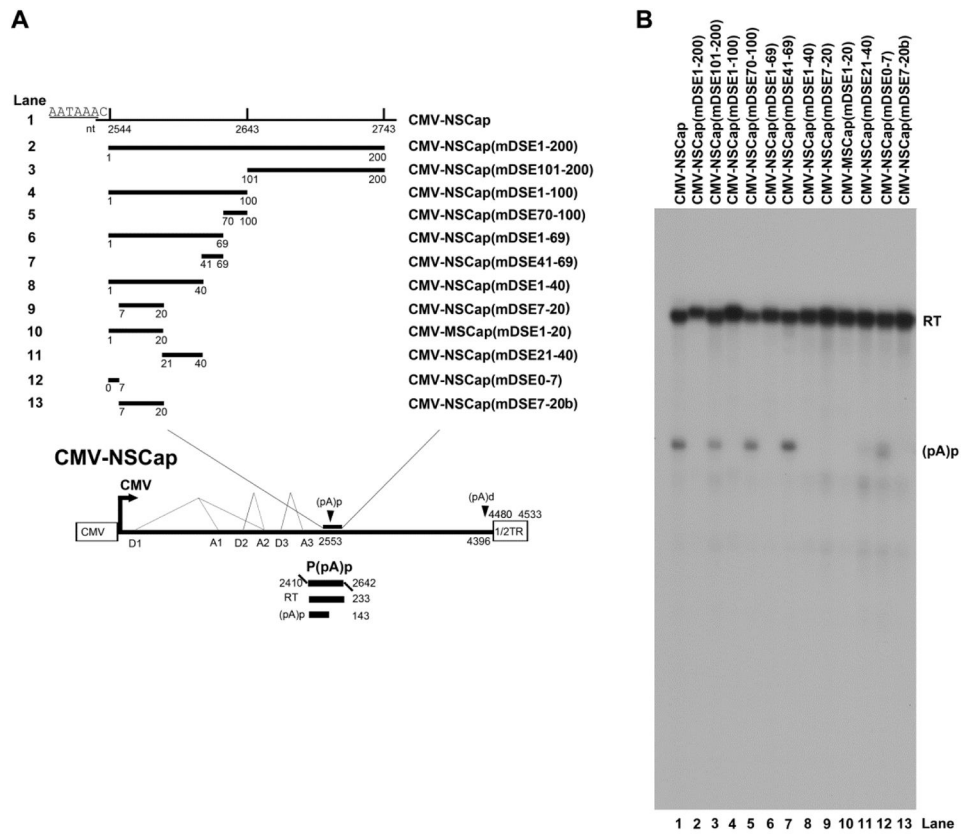 A
Lane
AATAAAC
1 CMV-NSCap
nt 2544 2643 2743
2 CMV-NSCap(mDSE1-200)
1 200
3 CMV-NSCap(mDSE101-200)
101 200
4 CMV-NSCap(mDSE1-100)
1 100
5 CMV-NSCap(mDSE70-100)
70 100
6 CMV-NSCap(mDSE1-69)
1 69
7 CMV-NSCap(mDSE41-69)
41 69
8 CMV-NSCap(mDSE1-40)
1 40
9 CMV-NSCap(mDSE7-20)
7 20
10 CMV-MSCap(mDSE1-20)
1 20
11 CMV-NSCap(mDSE21-40)
21 40
12 CMV-NSCap(mDSE0-7)
0 7
13 CMV-NSCap(mDSE7-20b)
7 20
CMV-NSCap
CMV
(pA)p
(pA)d
4480 4533
CMV
1/2TR
D1 A1 D2 A2 D3 A3 2553 4396
P(pA)p
2410 2642
RT 233
(pA)p 143
B
CMV-NSCap
CMV-NSCap(mDSE1-200)
CMV-NSCap(mDSE101-200)
CMV-NSCap(mDSE1-100)
CMV-NSCap(mDSE70-100)
CMV-NSCap(mDSE1-69)
CMV-NSCap(mDSE41-69)
CMV-NSCap(mDSE1-40)
CMV-NSCap(mDSE7-20)
CMV-MSCap(mDSE1-20)
CMV-NSCap(mDSE21-40)
CMV-NSCap(mDSE0-7)
CMV-NSCap(mDSE7-20b)
RT
(pA)p
1 2 3 4 5 6 7 8 9 10 11 12 13 Lane